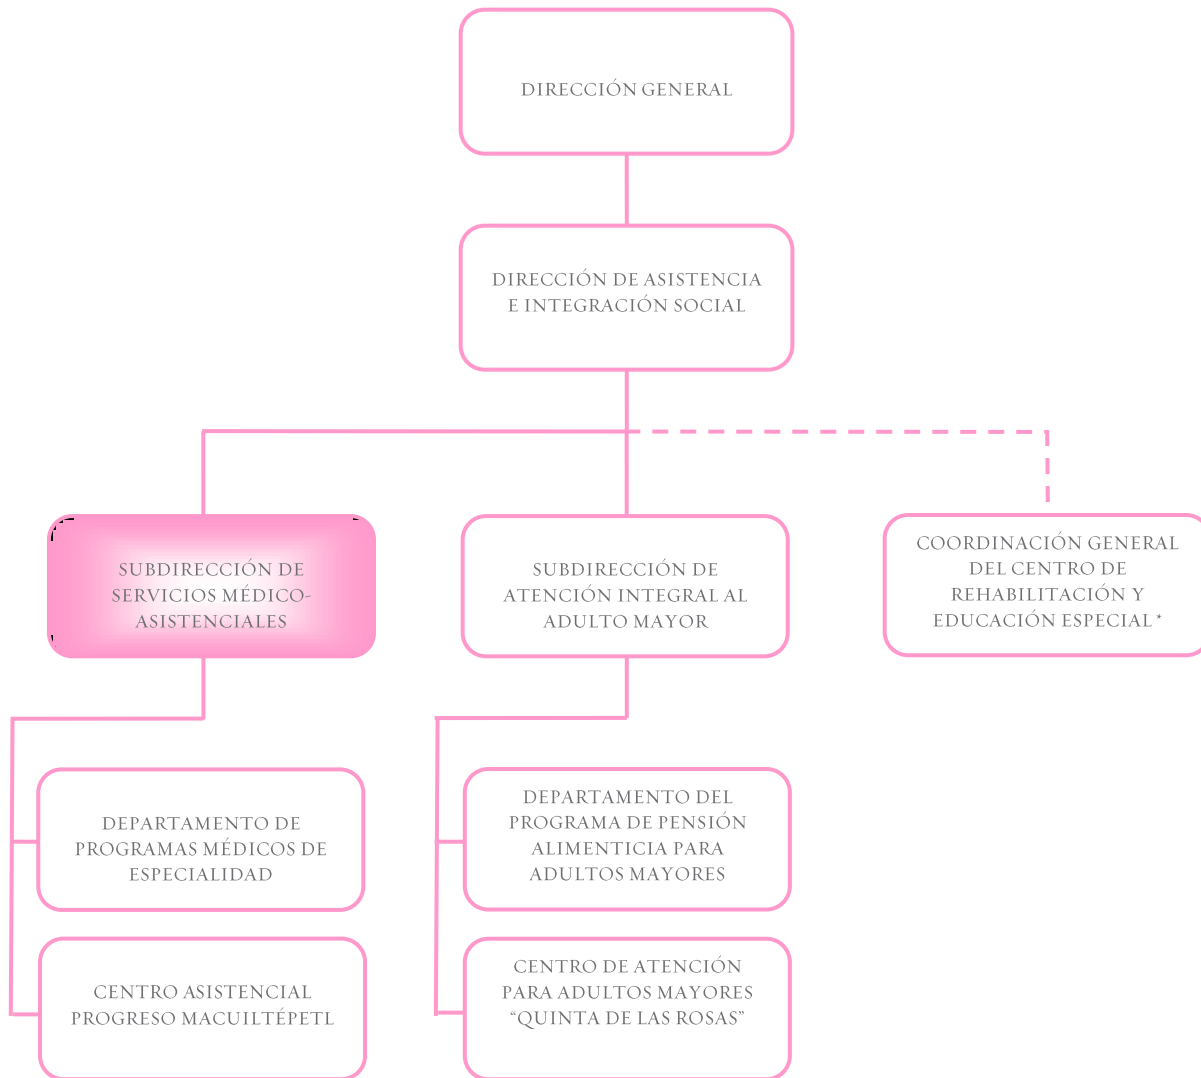 DIRECCIÓN GENERAL
DIRECCIÓN DE ASISTENCIA
E INTEGRACIÓN SOCIAL
SUBDIRECCIÓN DE
SERVICIOS MÉDICO-
ASISTENCIALES
SUBDIRECCIÓN DE
ATENCIÓN INTEGRAL AL
ADULTO MAYOR
COORDINACIÓN GENERAL
DEL CENTRO DE
REHABILITACIÓN Y
EDUCACIÓN ESPECIAL *
DEPARTAMENTO DE
PROGRAMAS MÉDICOS DE
ESPECIALIDAD
DEPARTAMENTO DEL
PROGRAMA DE PENSIÓN
ALIMENTICIA PARA
ADULTOS MAYORES
CENTRO ASISTENCIAL
PROGRESO MACUILTÉPETL
CENTRO DE ATENCIÓN
PARA ADULTOS MAYORES
“QUINTA DE LAS ROSAS”